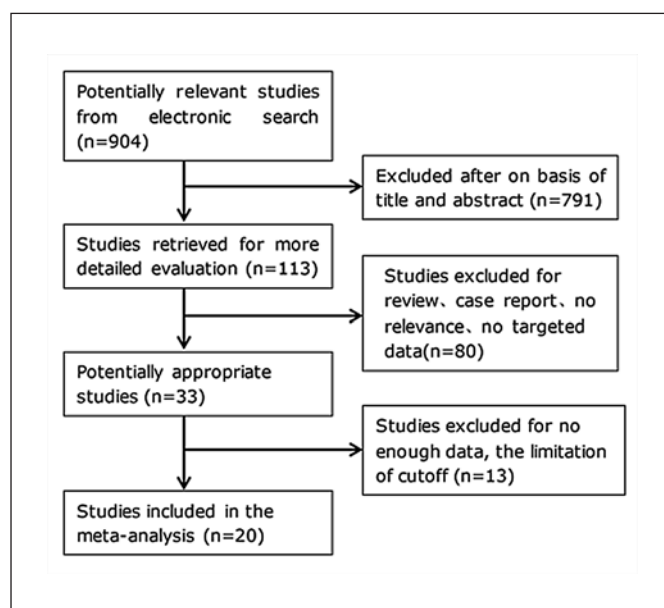 Potentially relevant studies
from electronic search
(n=904)
Excluded after on basis of
title and abstract (n=791)
Studies retrieved for more
detailed evaluation (n=113)
Studies excluded for
review、case report、no
relevance、no targeted
data(n=80)
Potentially appropriate
studies (n=33)
Studies excluded for no
enough data, the limitation
of cutoff (n=13)
Studies included in the
meta-analysis (n=20)